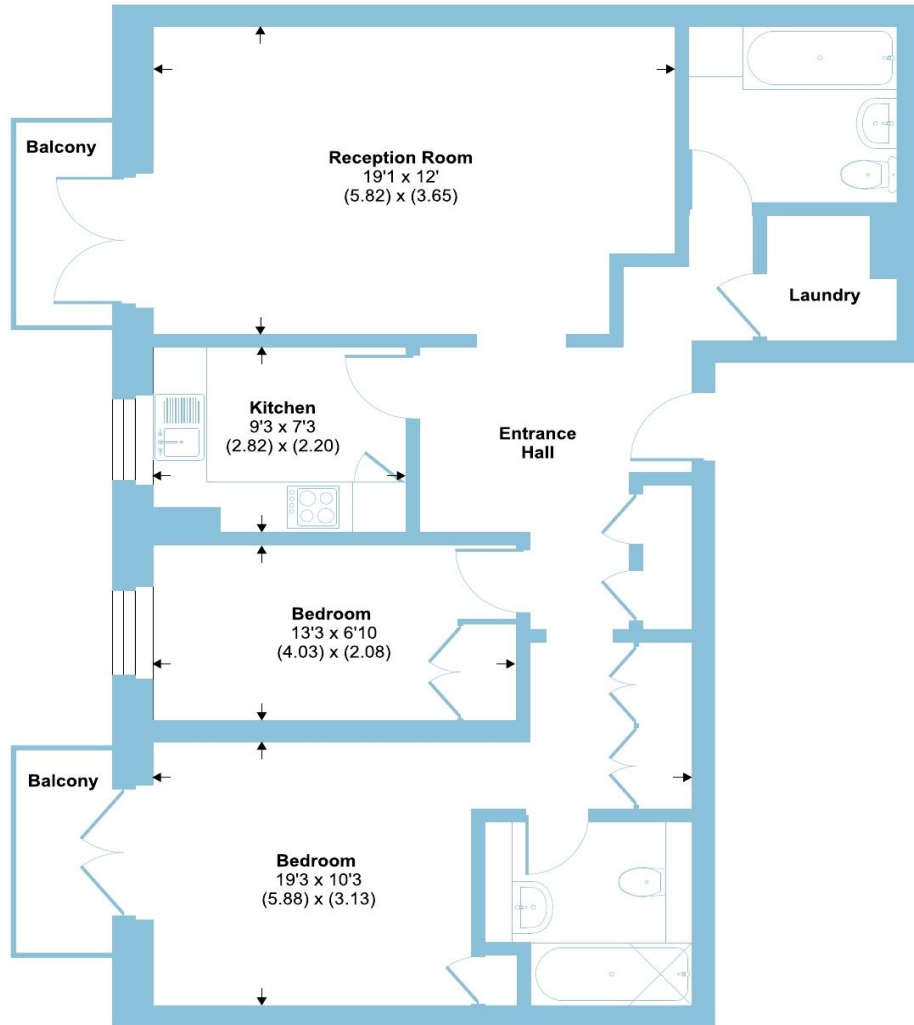 Balcony
Reception Room
19'1 x 12'
(5.82) x (3.65)
Laundry
Kitchen
9'3 x 7'3
(2.82) x (2.20)
Entrance
Hall
Bedroom
13'3 x 6'10
(4.03) x (2.08)
Balcony
Bedroom
19'3 x 10'3
(5.88) x (3.13)